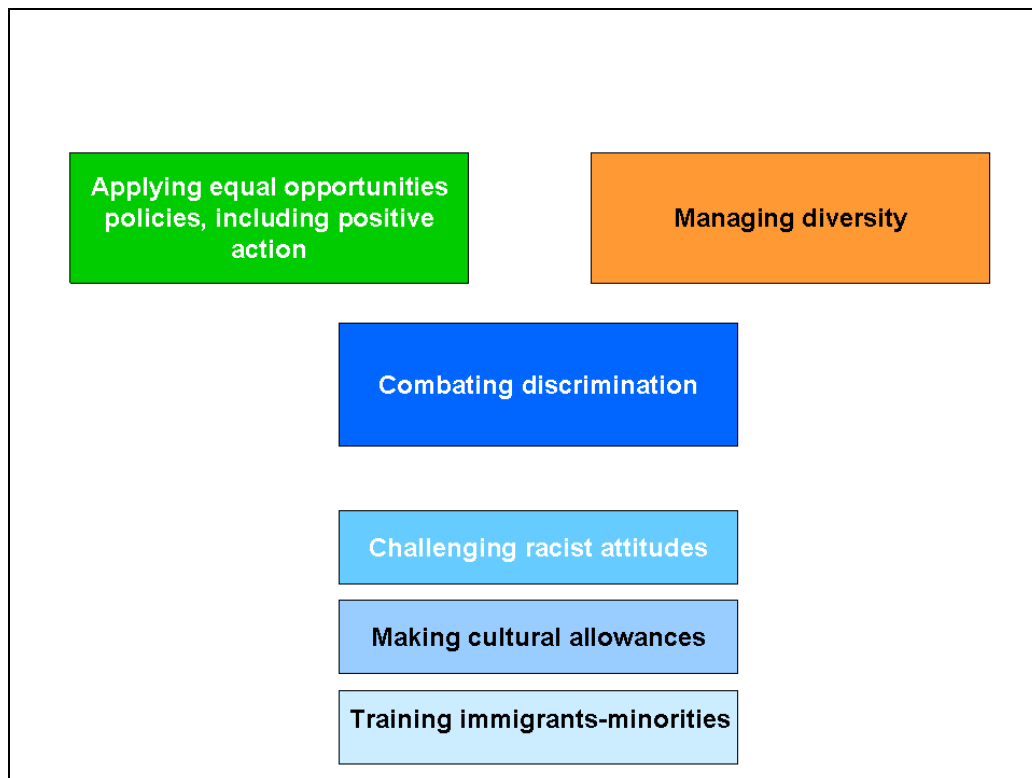 Applying equal opportunities
policies, including positive
action
Managing diversity
Combating discrimination
Challenging racist attitudes
Making cultural allowances
Training immigrants-minorities